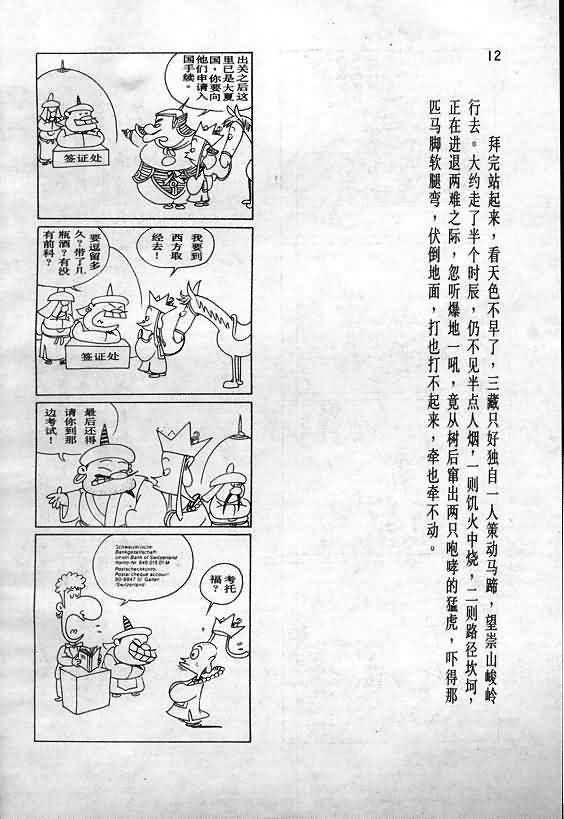 12
拜完站起来，看天色不早了，三藏只好独自一人策动马蹄，望崇山峻岭
行去。大约走了半个时辰，仍不见半点人烟，一则饥火中烧，二则路径坎坷，
正在进退两难之际，忽听爆地一吼，竟从树后窜出两只咆哮的猛虎，吓得那
匹马脚软腿弯，伏倒地面，打也打不起来，牵也牵不动。
出关之后这
里已是大夏
国，你要向
他们申请入
国手续。
签证处
我要到
西方取
经去！
要逗留多
久？带了几
瓶酒？有没
有前科？
签证处
最后还得
请你到那
边考试！
考托
福？
Schweizerische
Bankgesellschaft
Union Bank of Switzerland
Konto-Nr. 645.015.01 M
Postscheckkonto.
Postal cheque account
90-6847 St Gallen
/Switzerland